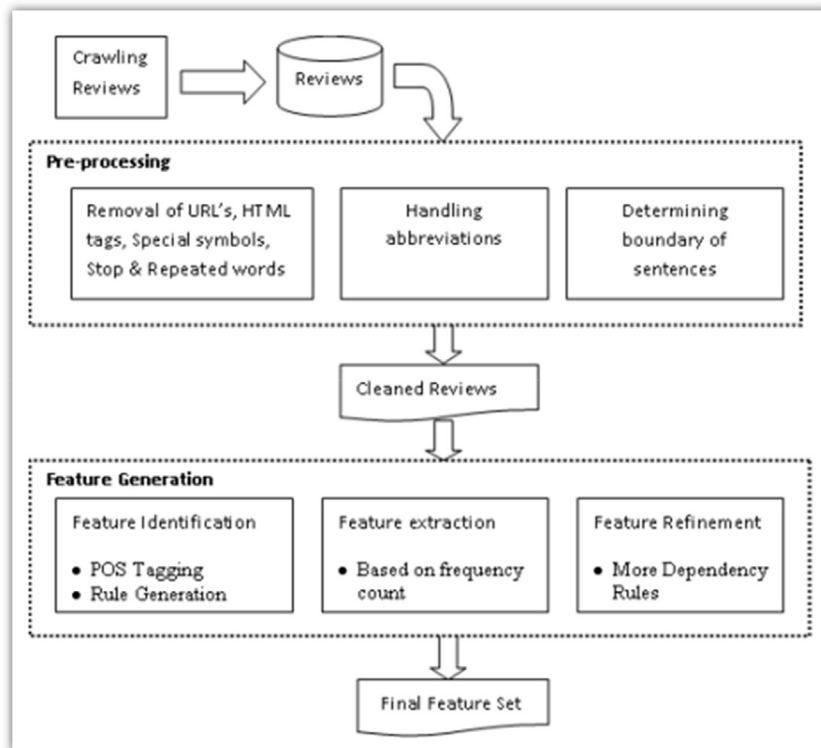 Crawling
Reviews
Reviews
Pre-processing
Removal of URL's, HTML
tags, Special symbols,
Stop & Repeated words
Handling
abbreviations
Determining
boundary of
sentences
Cleaned Reviews
Feature Generation
Feature Identification
● POS Tagging
● Rule Generation
Feature extraction
● Based on frequency
count
Feature Refinement
● More Dependency
Rules
Final Feature Set